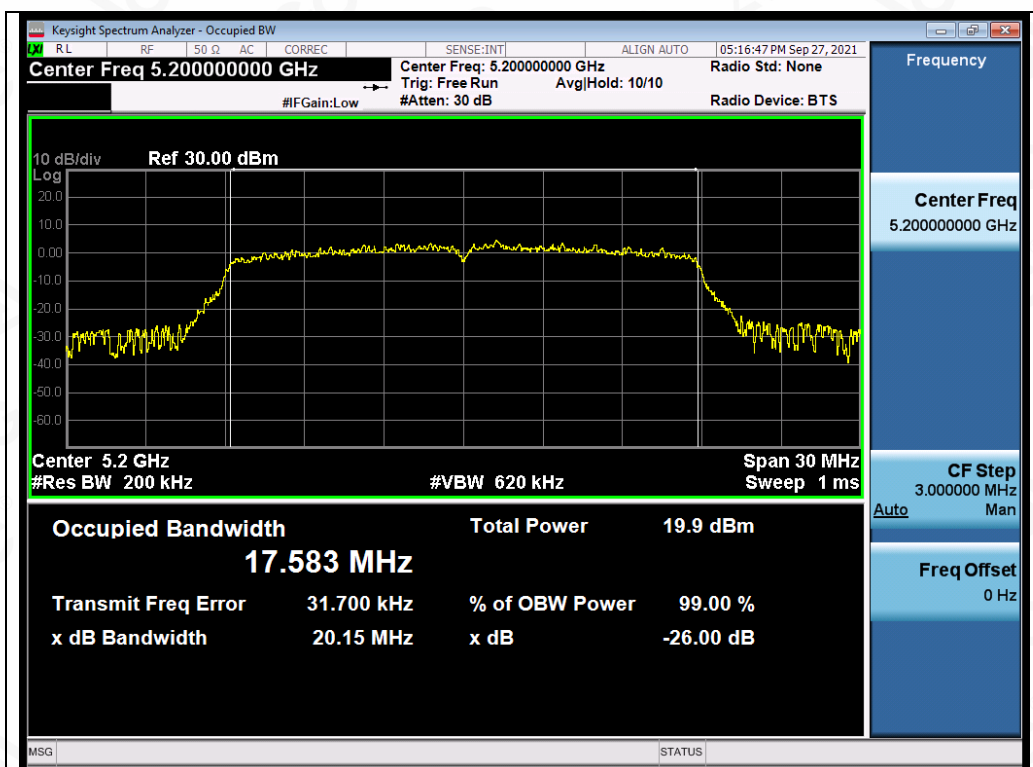 Keysight Spectrum Analyzer - Occupied BW
LXI RL RF 50 Ω AC CORREC SENSE:INT ALIGN AUTO 05:16:47 PM Sep 27, 2021
Center Freq 5.200000000 GHz
Center Freq: 5.200000000 GHz
Radio Std: None
Trig: Free Run Avg|Hold: 10/10
#IFGain:Low
#Atten: 30 dB
Radio Device: BTS
Frequency
10 dB/div Ref 30.00 dBm
Log
20.0
10.0
0.00
-10.0
-20.0
-30.0
-40.0
-50.0
-60.0
Center 5.2 GHz Span 30 MHz
#Res BW 200 kHz #VBW 620 kHz Sweep 1 ms
Center Freq
5.200000000 GHz
CF Step
3.000000 MHz
Auto Man
Freq Offset
0 Hz
Occupied Bandwidth Total Power 19.9 dBm
17.583 MHz
Transmit Freq Error 31.700 kHz % of OBW Power 99.00 %
x dB Bandwidth 20.15 MHz x dB -26.00 dB
MSG STATUS